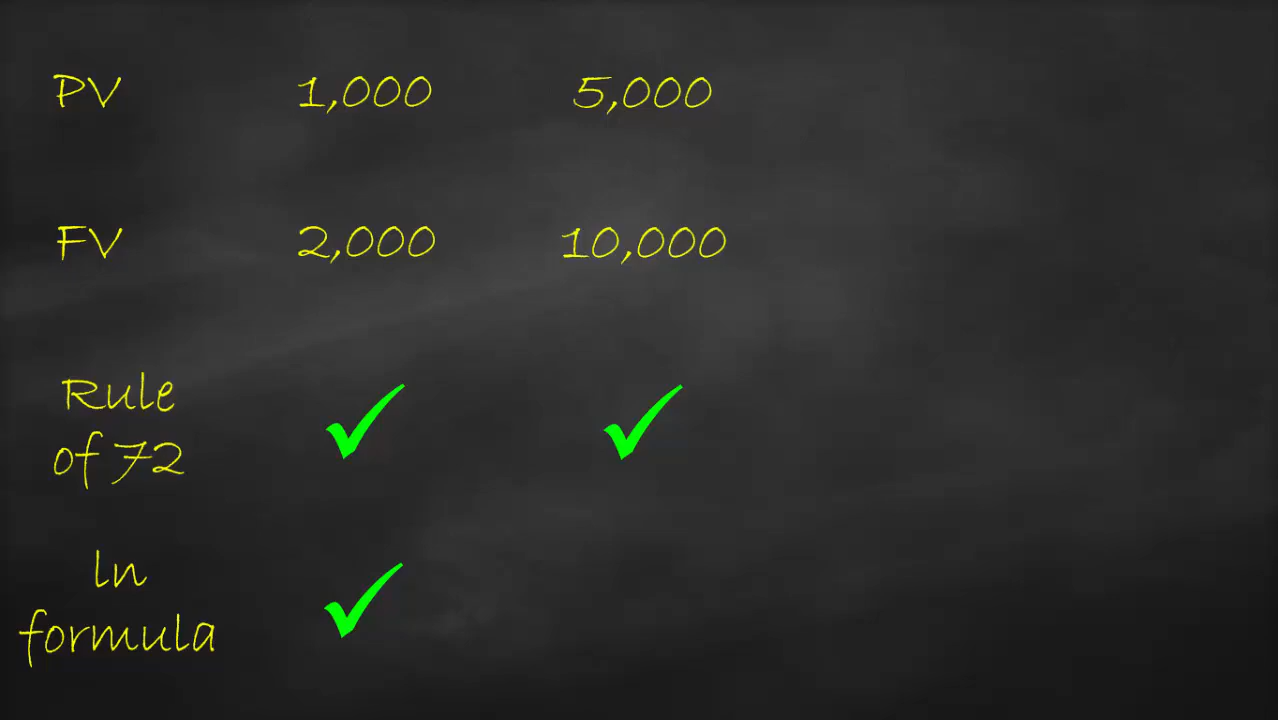 PV 1,000 5,000
FV 2,000 10,000
Rule
of 72
ln
formula